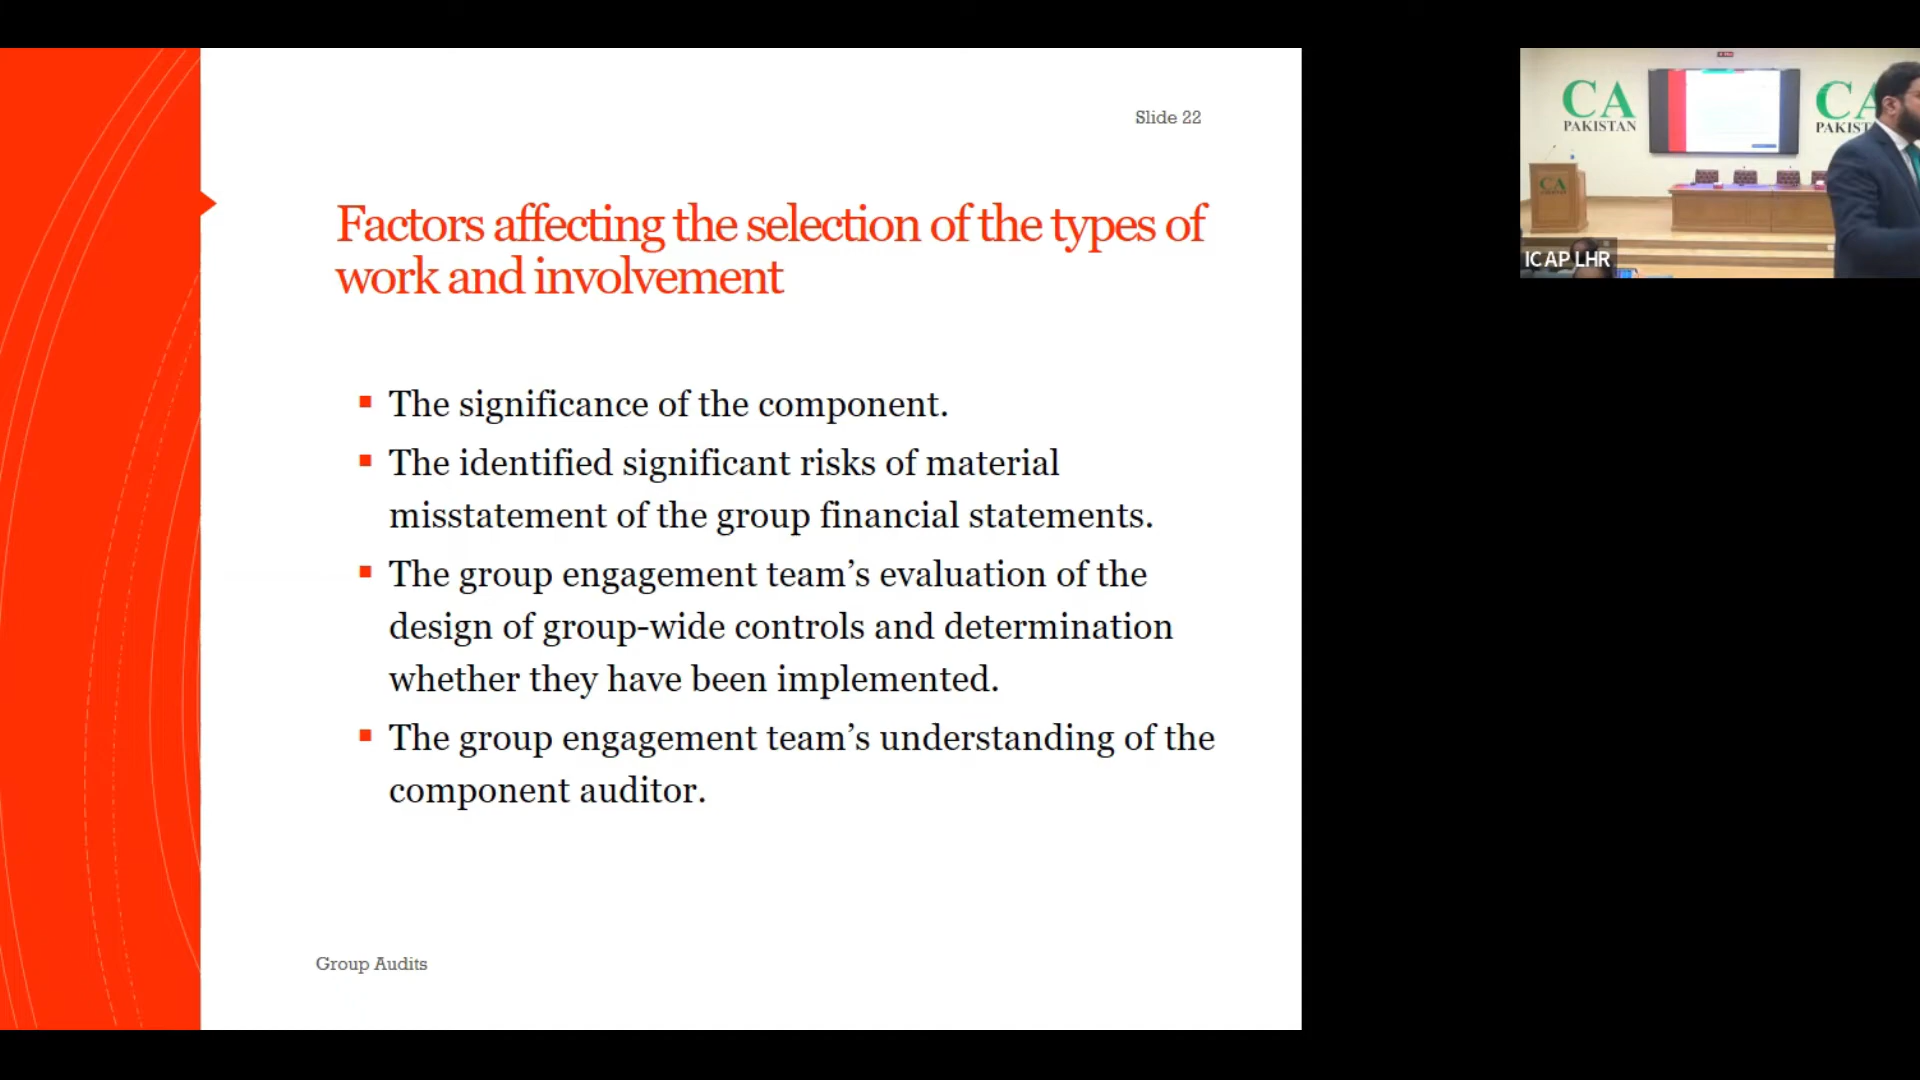 Slide 22
Factors affecting the selection of the types of
work and involvement
The significance of the component.
The identified significant risks of material
misstatement of the group financial statements.
The group engagement team’s evaluation of the
design of group-wide controls and determination
whether they have been implemented.
The group engagement team’s understanding of the
component auditor.
Group Audits
CA
PAKISTAN
CA
PAKIST
CA
ICAP LHR